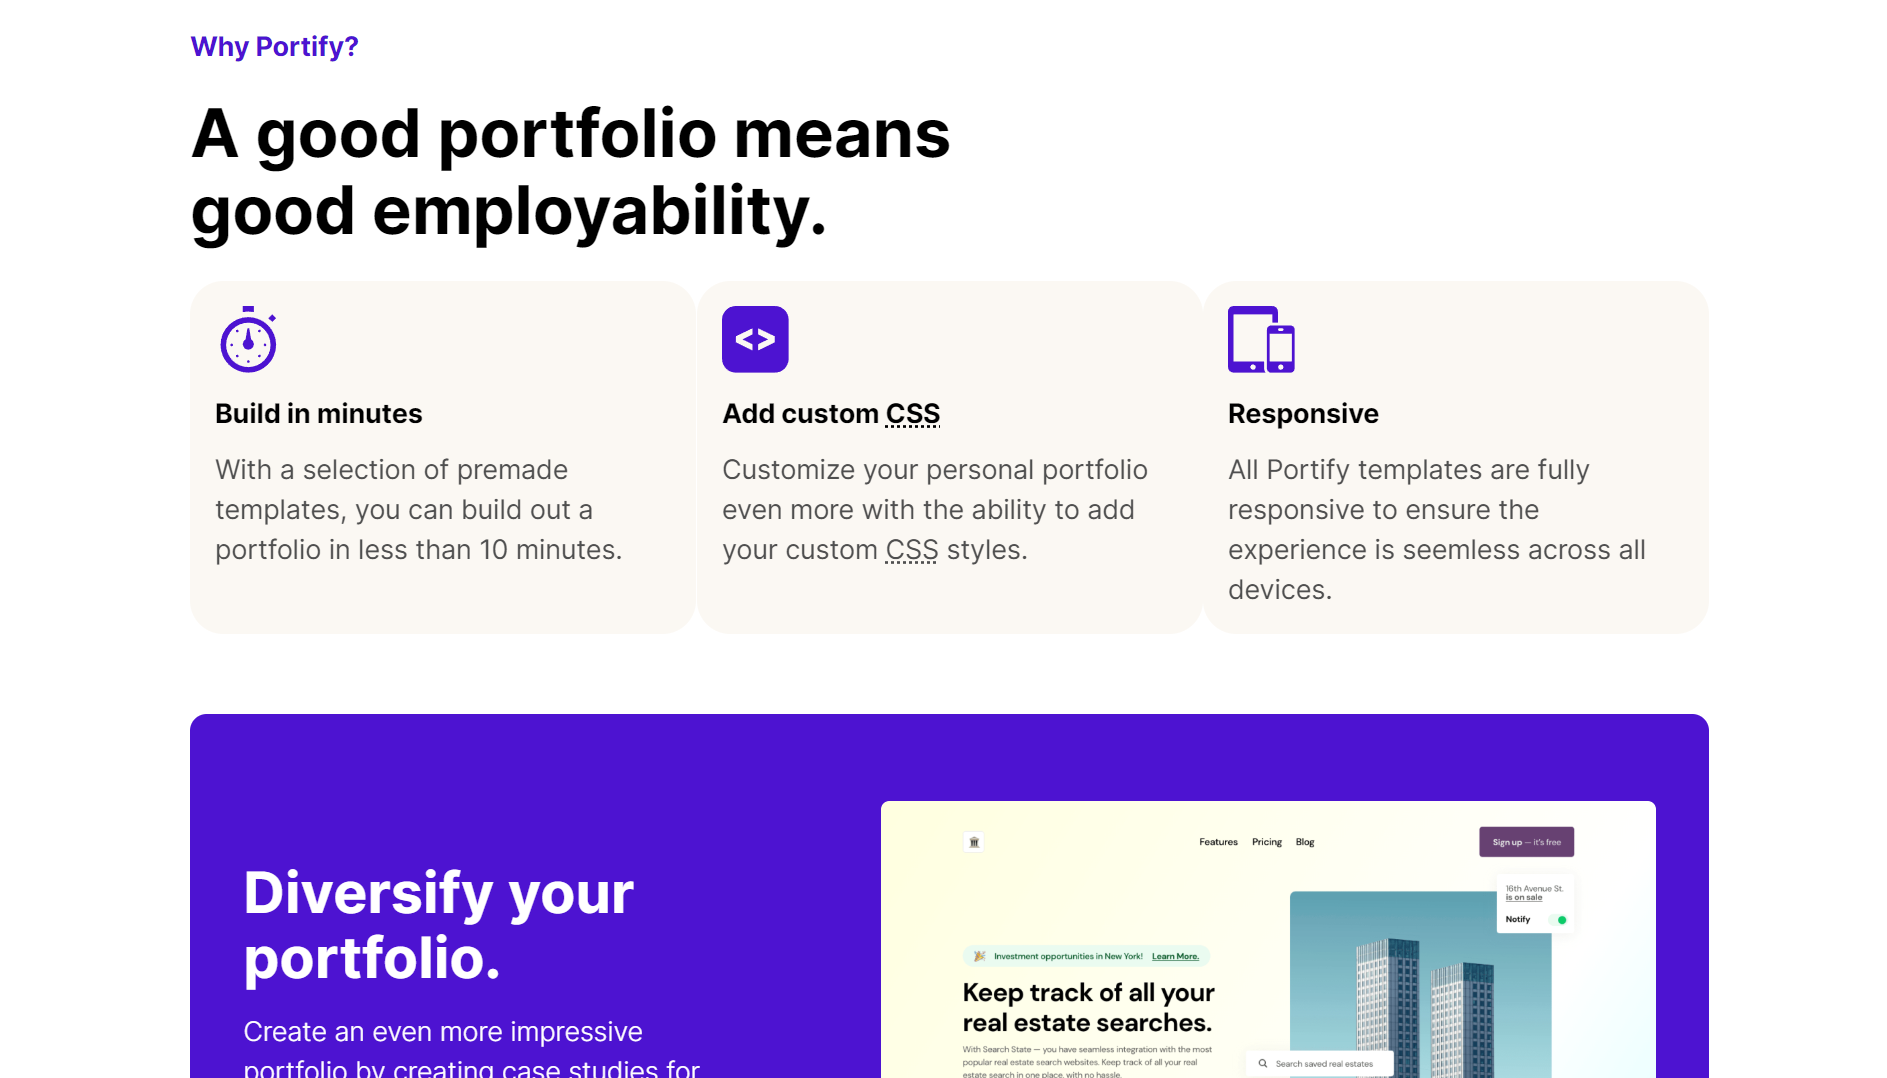 Why Portify?
A good portfolio means
good employability.
<>
Build in minutes
With a selection of premade
templates, you can build out a
portfolio in less than 10 minutes.
Add custom CSS
Customize your personal portfolio
even more with the ability to add
your custom CSS styles.
Responsive
All Portify templates are fully
responsive to ensure the
experience is seemless across all
devices.
Diversify your
portfolio.
Create an even more impressive
portfolio by creating case studies for
Features Pricing Blog
Sign up — it's free
16th Avenue St.
is on sale
Notify
Investment opportunities in New York! Learn More.
Keep track of all your
real estate searches.
With Search State — you have seamless integration with the most
popular real estate search websites. Keep track of all your real
estate search in one place, with no hassle.
Search saved real estates